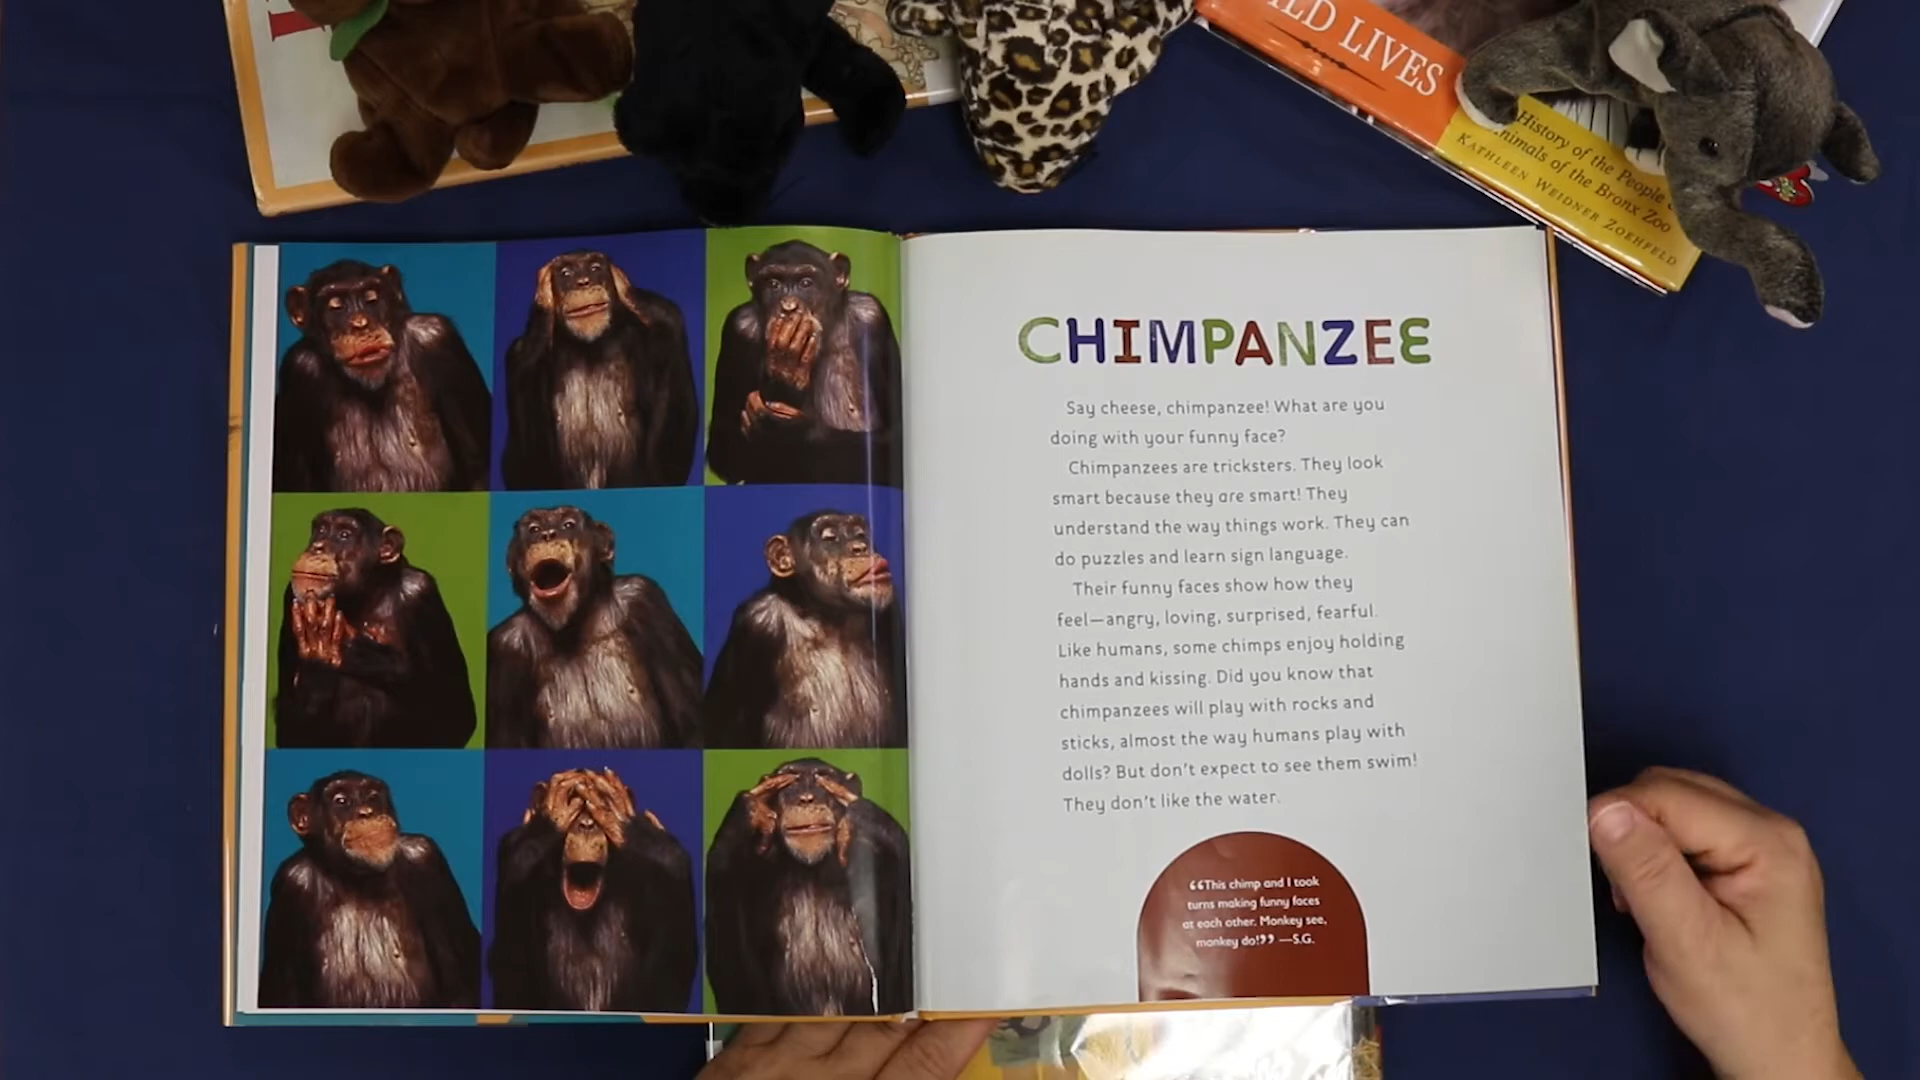 ILD LIVES
History of the People &
Animals of the Bronx Zoo
KATHLEEN WEIDNER ZOEHFELD
CHIMPANZEE
Say cheese, chimpanzee! What are you
doing with your funny face?
Chimpanzees are tricksters. They look
smart because they are smart! They
understand the way things work. They can
do puzzles and learn sign language.
Their funny faces show how they
feel—angry, loving, surprised, fearful.
Like humans, some chimps enjoy holding
hands and kissing. Did you know that
chimpanzees will play with rocks and
sticks, almost the way humans play with
dolls? But don't expect to see them swim!
They don't like the water.
“This chimp and I took
turns making funny faces
at each other. Monkey see,
monkey do!” —S.G.